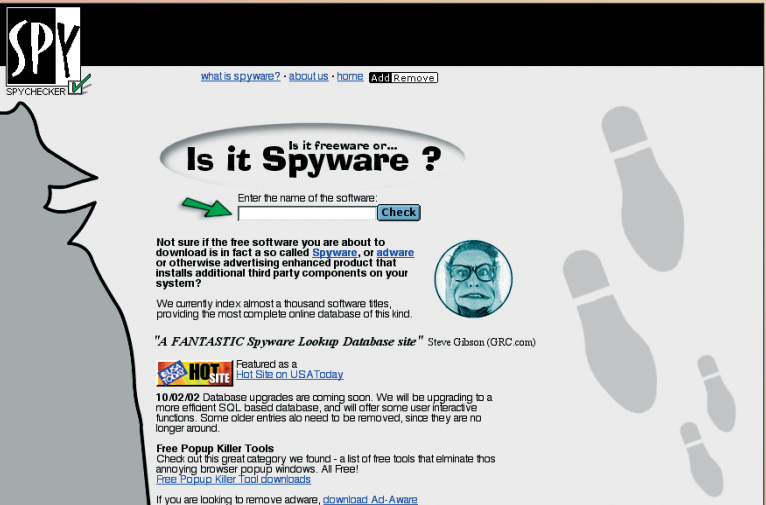 SPY
SPYCHECKER
what is spyware? · about us · home Add Remove
Is it freeware or...
Is it Spyware ?
Enter the name of the software:
Check
Not sure if the free software you are about to
download is in fact a so called Spyware, or adware
or otherwise advertising enhanced product that
installs additional third party components on your
system?
We currently index almost a thousand software titles,
providing the most complete online database of this kind.
"A FANTASTIC Spyware Lookup Database site" Steve Gibson (GRC.com)
USA TODAY HOT SITE
Featured as a
Hot Site on USAToday
10/02/02 Database upgrades are coming soon. We will be upgrading to a
more efficient SQL based database, and will offer some user interactive
functions. Some older entries alo need to be removed, since they are no
longer around.
Free Popup Killer Tools
Check out this great category we found - a list of free tools that elminate thos
annoying browser popup windows. All Free!
Free Popup Killer Tool downloads
If you are looking to remove adware, download Ad-Aware